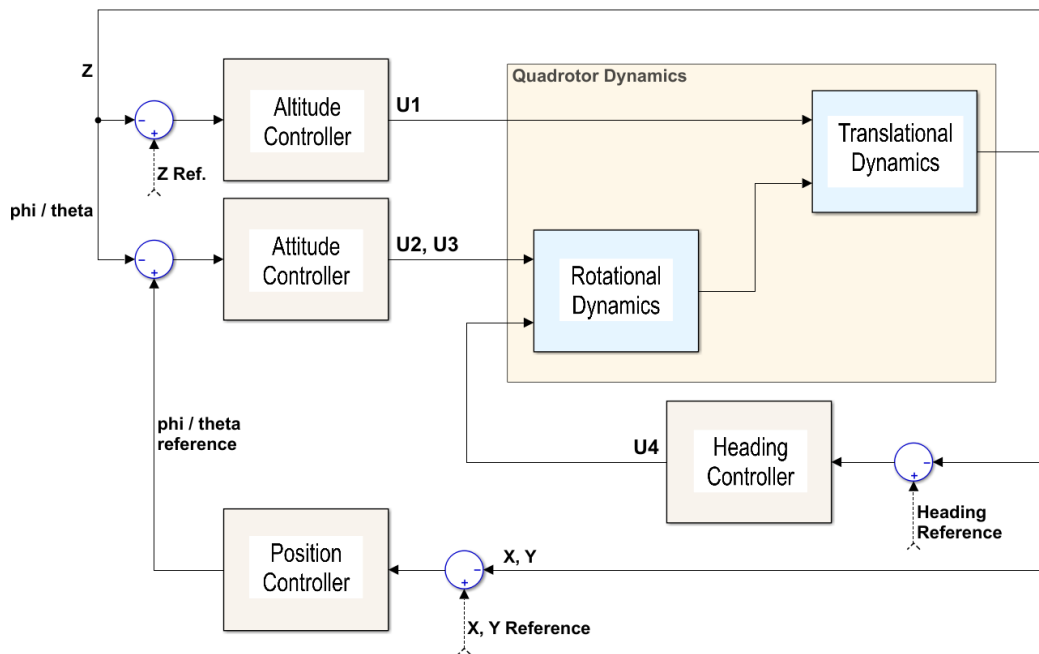 Z
Altitude
Controller
U1
Quadrotor Dynamics
Translational
Dynamics
-
+
Z Ref.
phi / theta
Attitude
Controller
U2, U3
Rotational
Dynamics
-
+
phi / theta
reference
U4
Heading
Controller
-
+
Heading
Reference
Position
Controller
X, Y
-
+
X, Y Reference